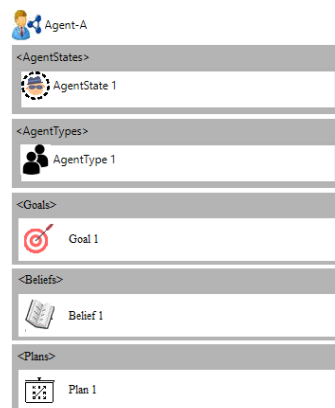 Agent-A
<AgentStates>
AgentState 1
<AgentTypes>
AgentType 1
<Goals>
Goal 1
<Beliefs>
Belief 1
<Plans>
Plan 1